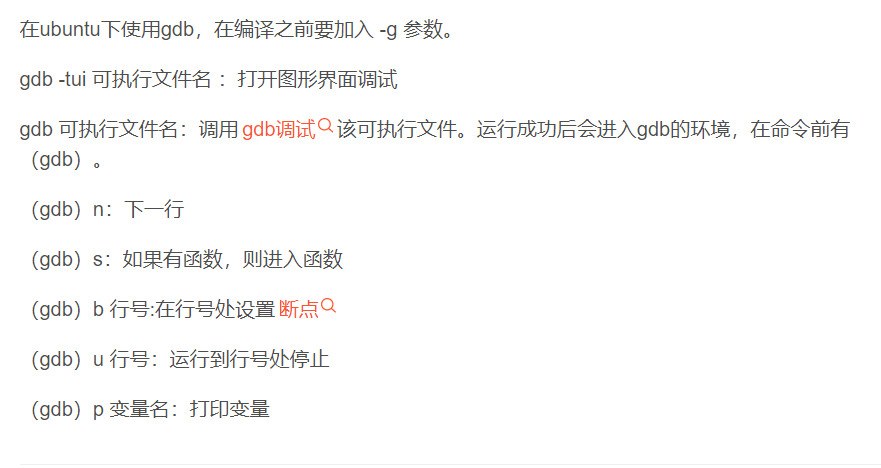 在ubuntu下使用gdb，在编译之前要加入 -g 参数。
gdb -tui 可执行文件名 ：打开图形界面调试
gdb 可执行文件名：调用 gdb调试 该可执行文件。运行成功后会进入gdb的环境，在命令前有
（gdb）。
（gdb）n：下一行
（gdb）s：如果有函数，则进入函数
（gdb）b 行号:在行号处设置 断点
（gdb）u 行号：运行到行号处停止
（gdb）p 变量名：打印变量